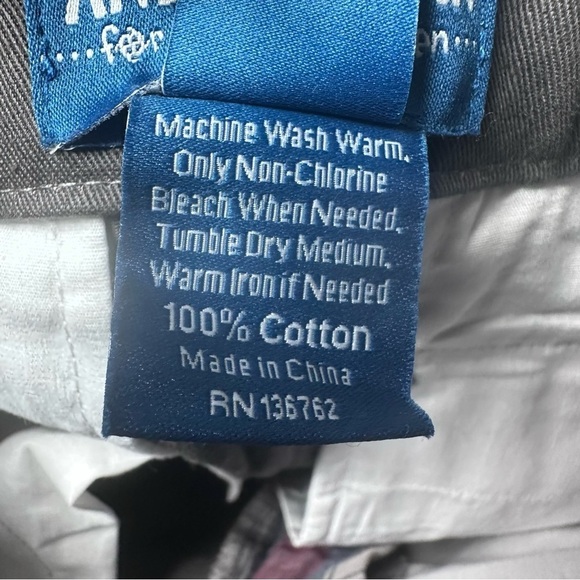 Machine Wash Warm.
Only Non-Chlorine
Bleach When Needed.
Tumble Dry Medium.
Warm Iron if Needed
100% Cotton
Made in China
RN 136762